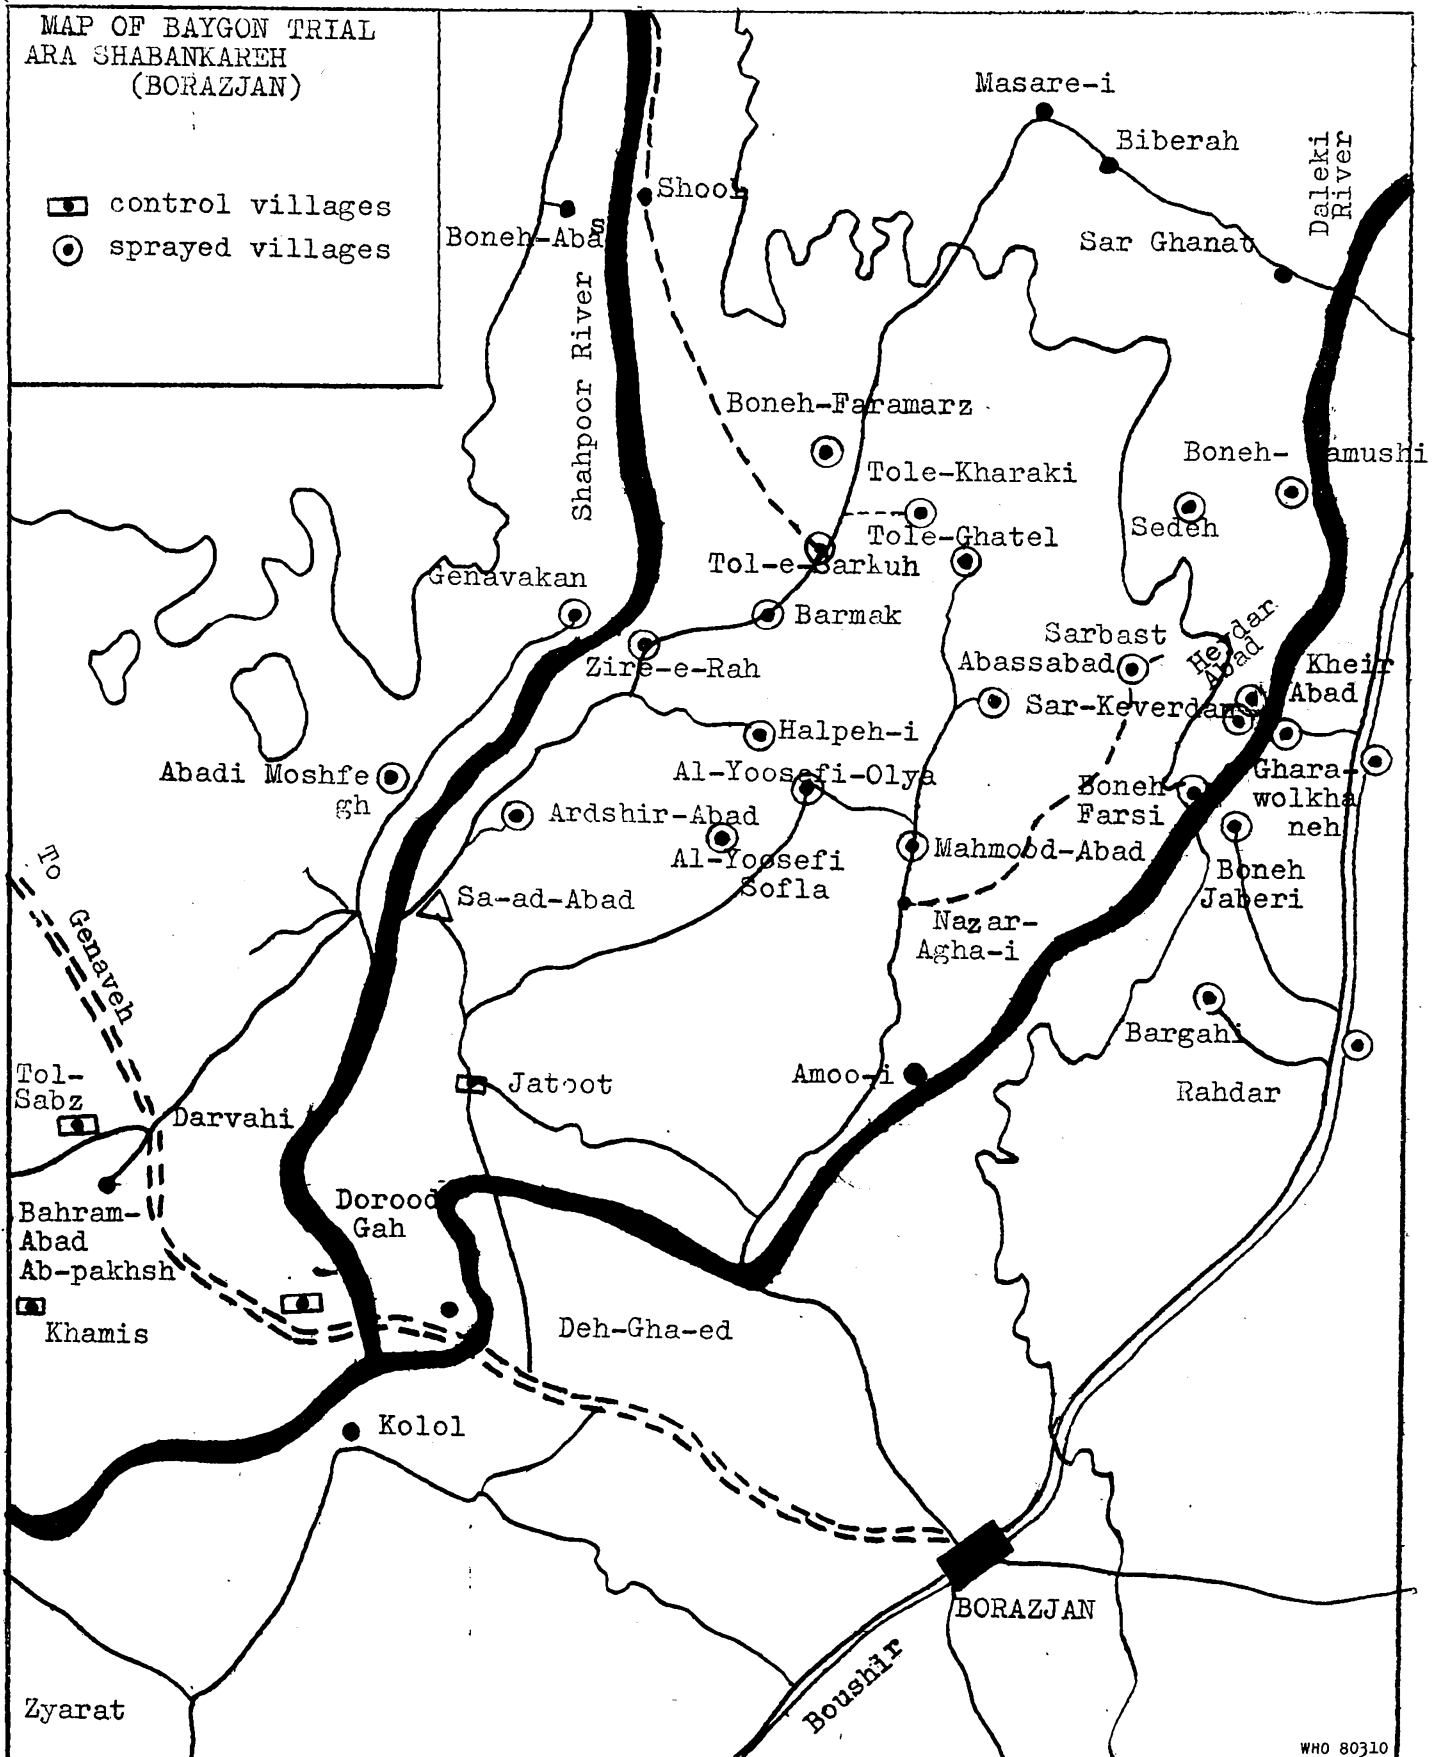 MAP OF BAYGON TRIAL
ARA SHABANKAREH
(BORAZJAN)
control villages
sprayed villages
Masare-i
Biberah
Daleki
River
Shool
Boneh-Abas
Sar Ghanat
Shahpoor River
Boneh-Faramarz
Boneh- amushi
Tole-Kharaki
Sedeh
Tole-Ghatel
Tol-e-Sarkuh
Genavakan
Barmak
Heydar
Abad
Sarbast
Abassabad
Zire-e-Rah
Kheir
Abad
Sar-Keverdan
Halpeh-i
Abadi Moshfe
gh
Al-Yoosefi-Olya
Ghara-
wolkha
neh
Boneh-
Farsi
Ardshir-Abad
Mahmood-Abad
Al-Yoosefi
Sofla
To
Genaveh
Boneh
Jaberi
Sa-ad-Abad
Nazar-
Agha-i
Bargahi
Tol-
Sabz
Jatoot
Amoo-i
Rahdar
Darvahi
Dorood
Gah
Bahram-
Abad
Ab-pakhsh
Khamis
Deh-Gha-ed
Kolol
BORAZJAN
Boushir
Zyarat
WHO 80310